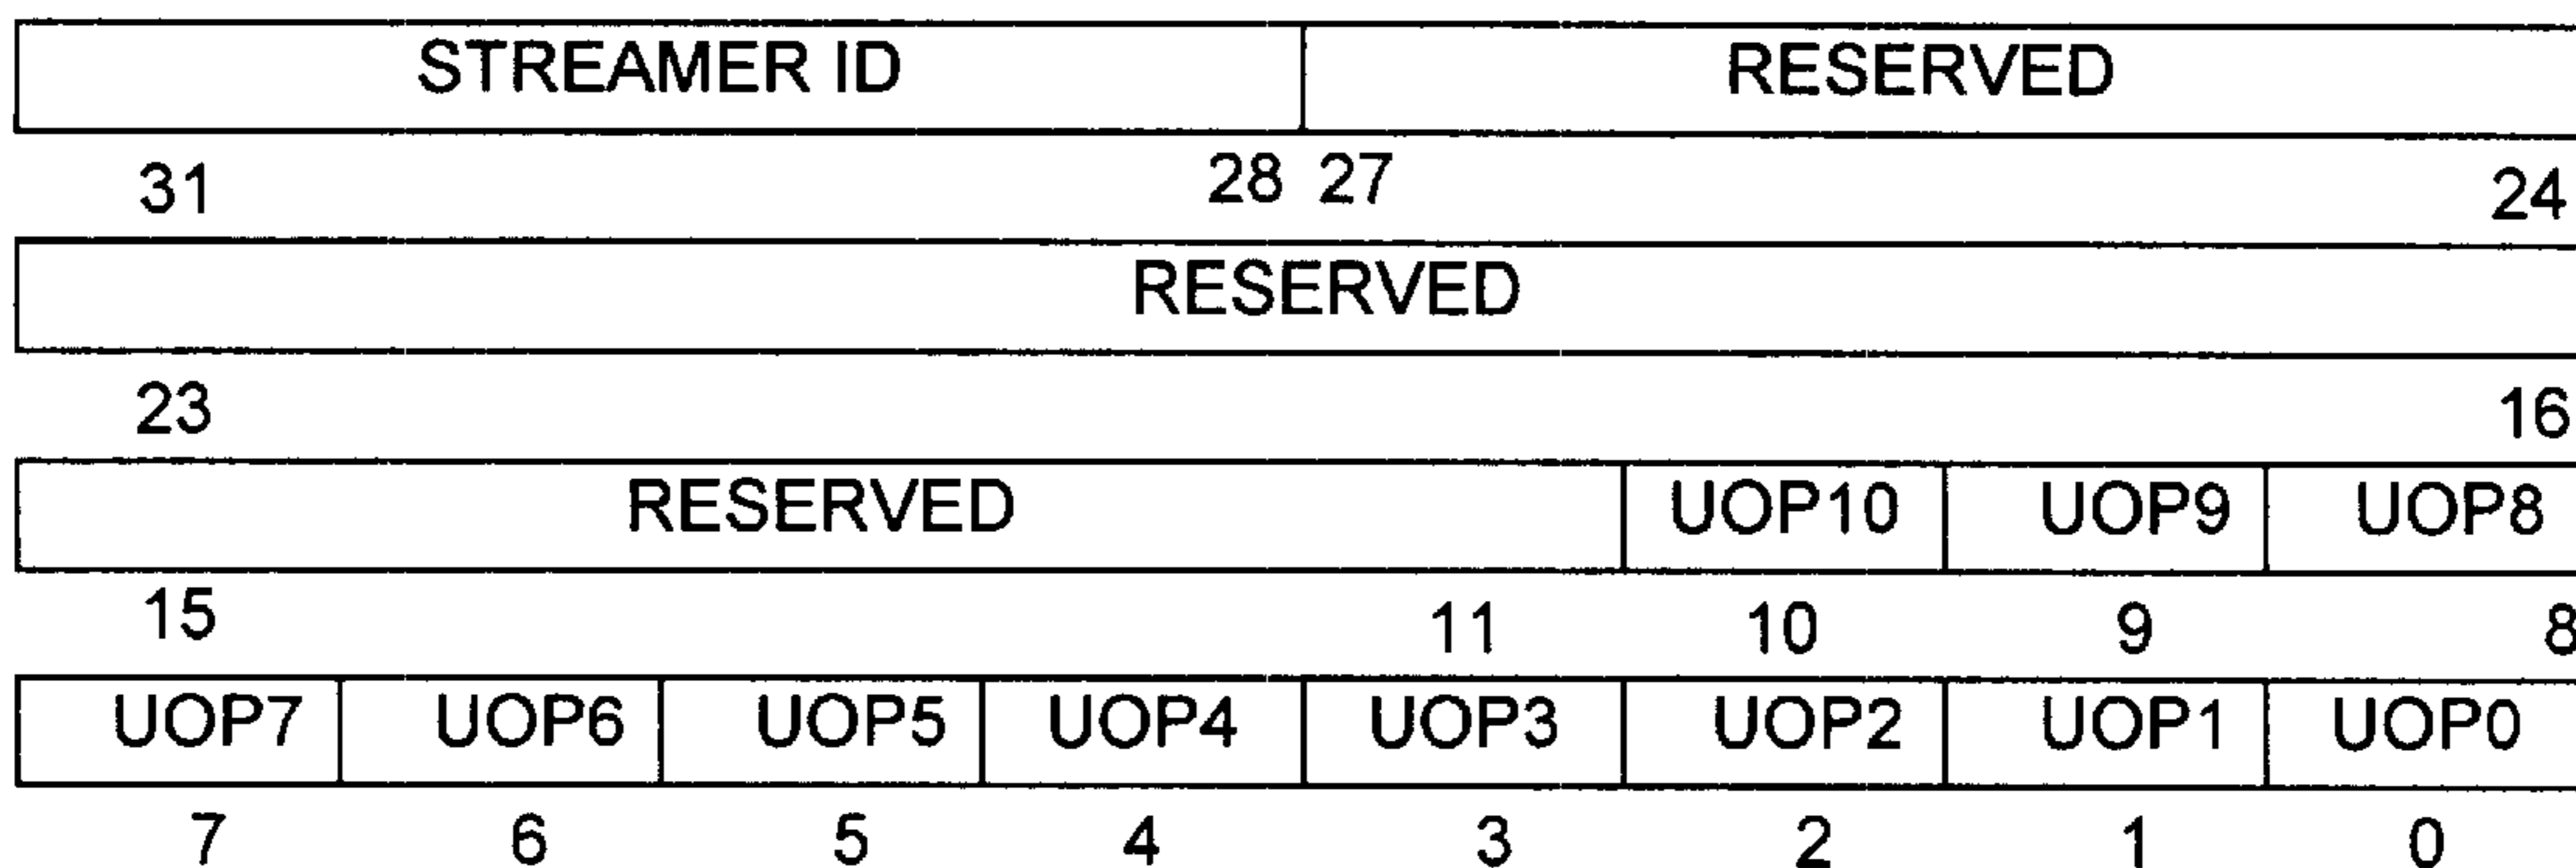 STREAMER ID RESERVED
31 28 27 24
RESERVED
23 16
RESERVED UOP10 UOP9 UOP8
15 11 10 9 8
UOP7 UOP6 UOP5 UOP4 UOP3 UOP2 UOP1 UOP0
7 6 5 4 3 2 1 0